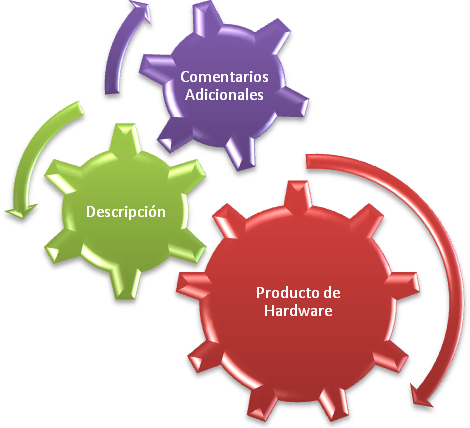 Comentarios
Adicionales
Descripción
Producto de
Hardware